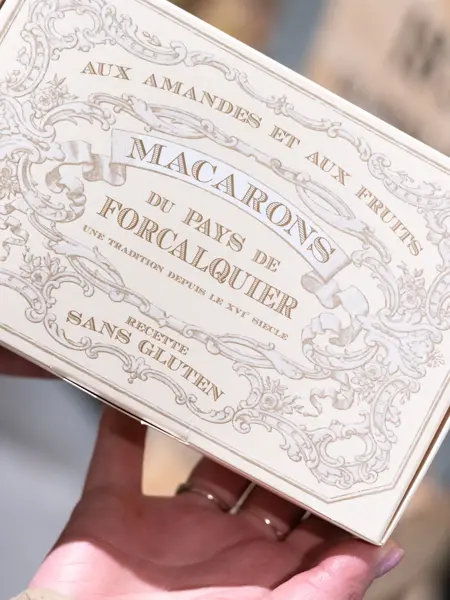 AUX AMANDES ET AUX FRUITS
MACARONS
DU PAYS DE
FORCALQUIER
UNE TRADITION DEPUIS LE XVIᵉ SIÈCLE
RECETTE
SANS GLUTEN